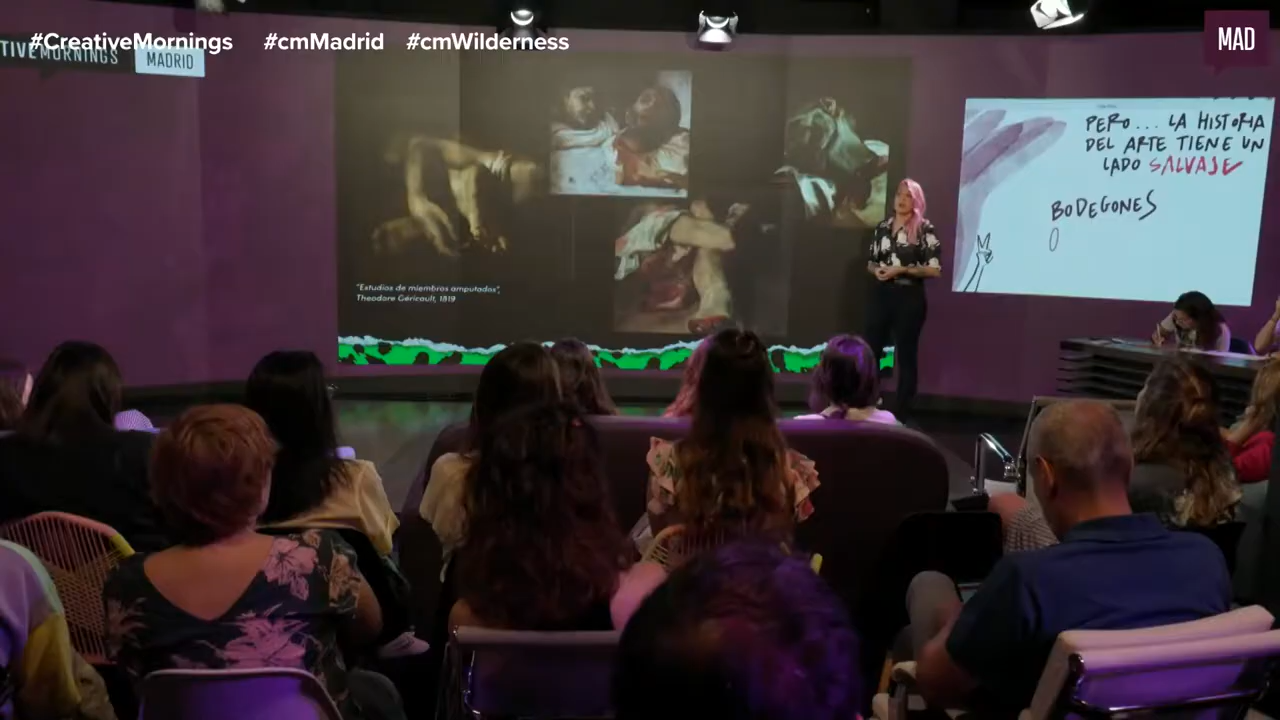 #CreativeMornings #cmMadrid #cmWilderness
TIVEMORNINGS
MADRID
MAD
"Estudios de miembros amputados",
Theodore Géricault, 1819
PERO... LA HISTORIA
DEL ARTE TIENE UN
LADO SALVAJE
BODEGONES